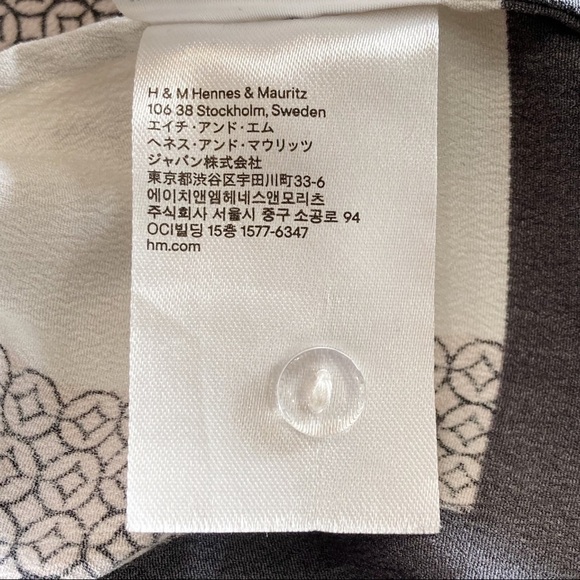 H & M Hennes & Mauritz
106 38 Stockholm, Sweden
エイチ・アンド・エム
ヘネス・アンド・マウリッツ
ジャパン株式会社
東京都渋谷区宇田川町33-6
에이치앤엠헤네스앤모리츠
주식회사 서울시 중구 소공로 94
OCI빌딩 15층 1577-6347
hm.com